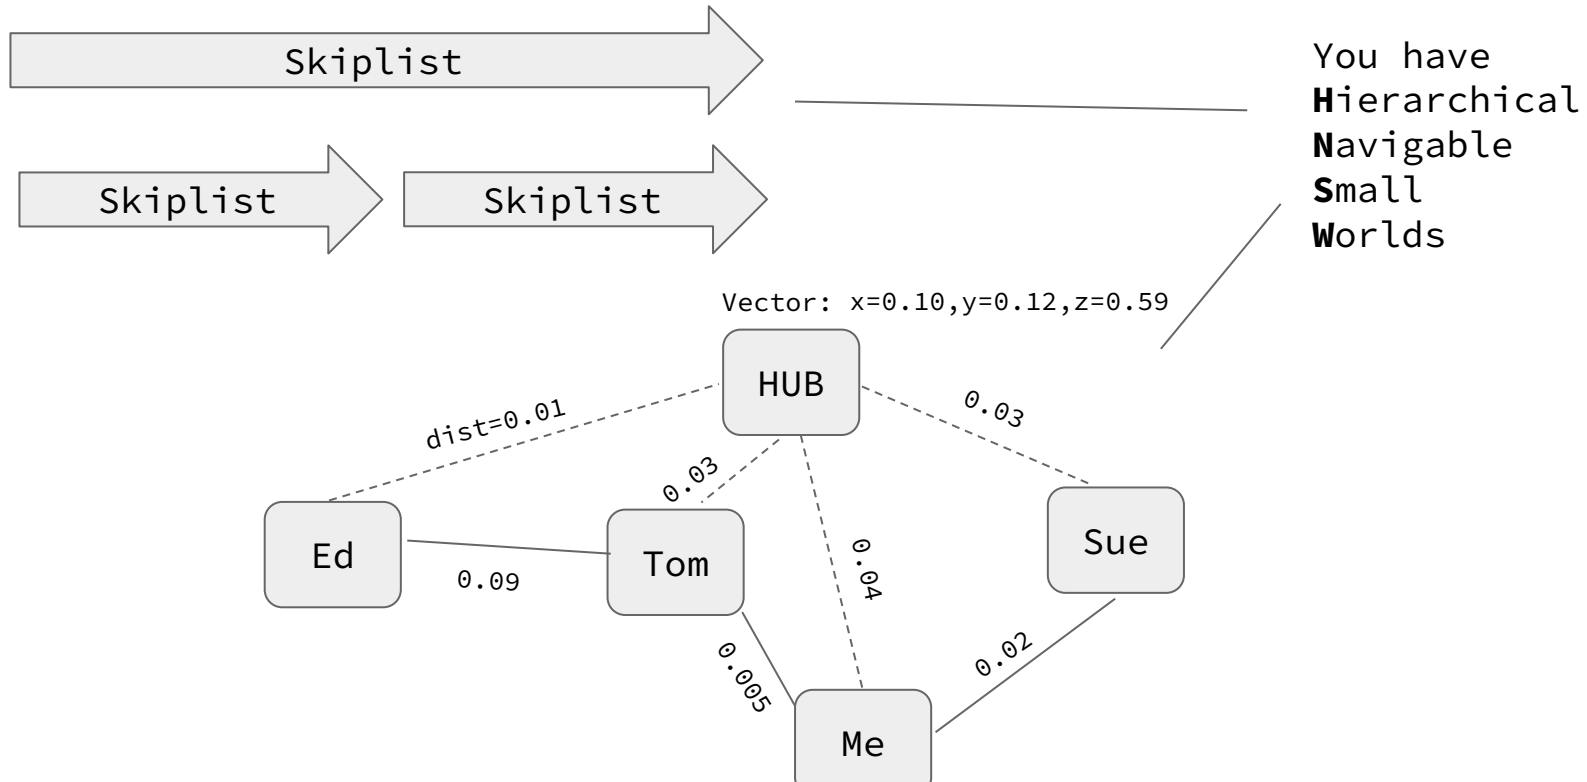 Skiplist
Skiplist
Skiplist
You have
Hierarchical
Navigable
Small
Worlds
Vector: x=0.10,y=0.12,z=0.59
HUB
dist=0.01
0.03
0.03
0.04
Ed
0.09
Tom
Sue
0.005
0.02
Me